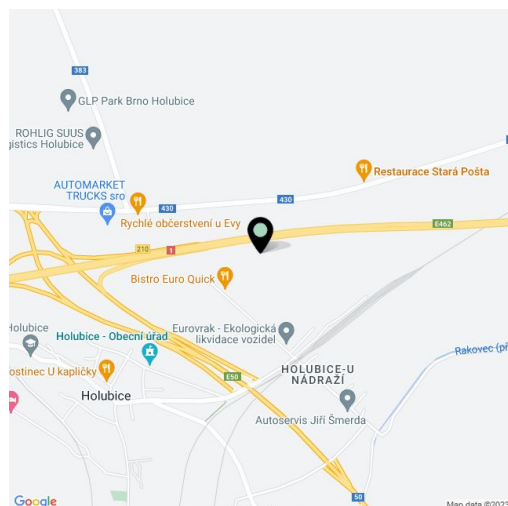 383
GLP Park Brno Holubice
ROHLIG SUUS
gistics Holubice
AUTOMARKET
TRUCKS sro
430
430
Restaurace Stará Pošta
Rychlé občerstvení u Evy
E462
210
1
Bistro Euro Quick
Holubice
Holubice - Obecní úřad
Eurovrak - Ekologická
likvidace vozidel
Rakovec (př
ostinec U kapličky
E50
HOLUBICE-U
NÁDRAŽÍ
Holubice
Autoservis Jiří Šmerda
50
Google
Map data ©2023